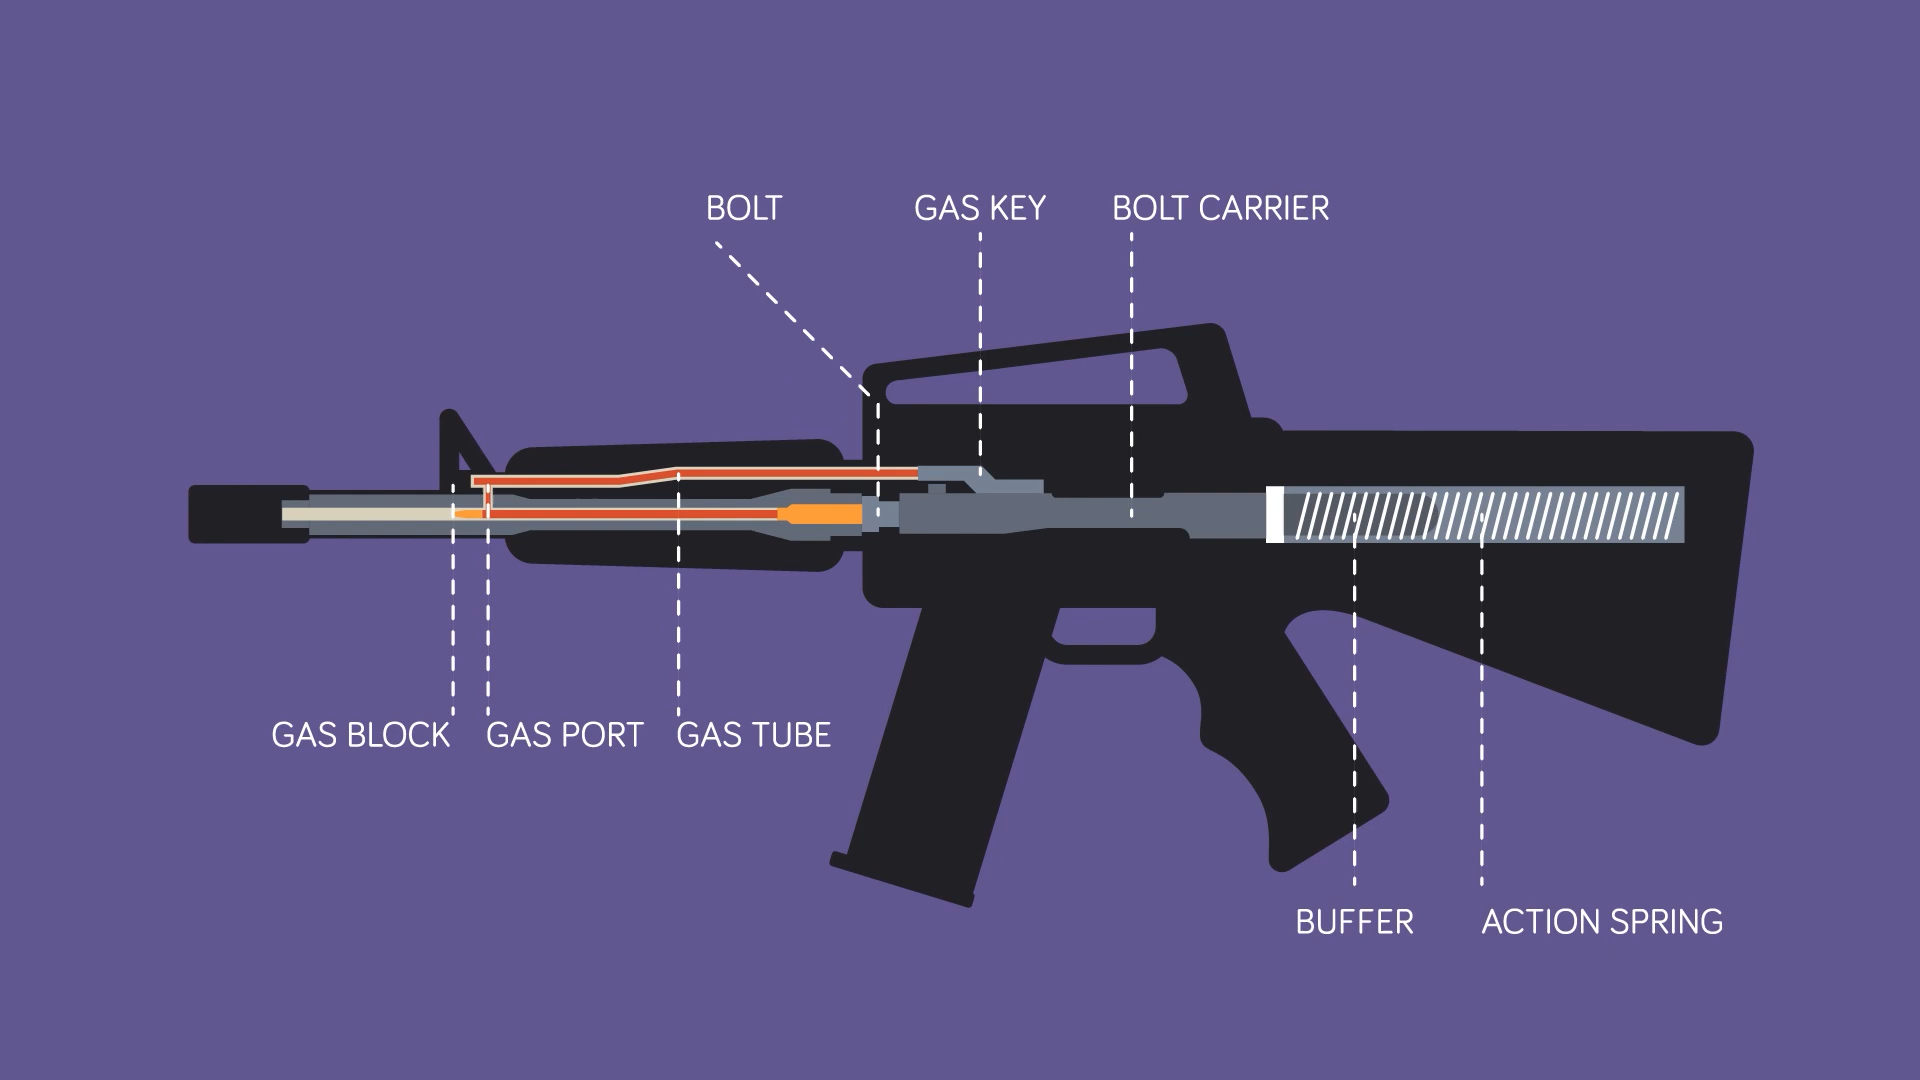 BOLT
GAS KEY
BOLT CARRIER
GAS BLOCK
GAS PORT
GAS TUBE
BUFFER
ACTION SPRING